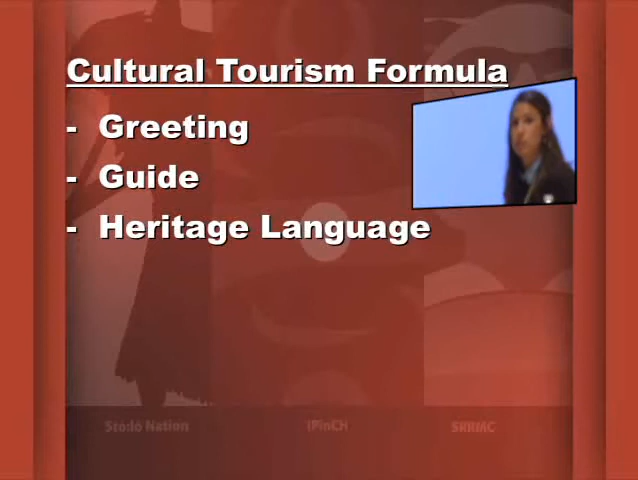 Cultural Tourism Formula
- Greeting
- Guide
- Heritage Language
Stó:lō Nation
IPinCH
SRRMC